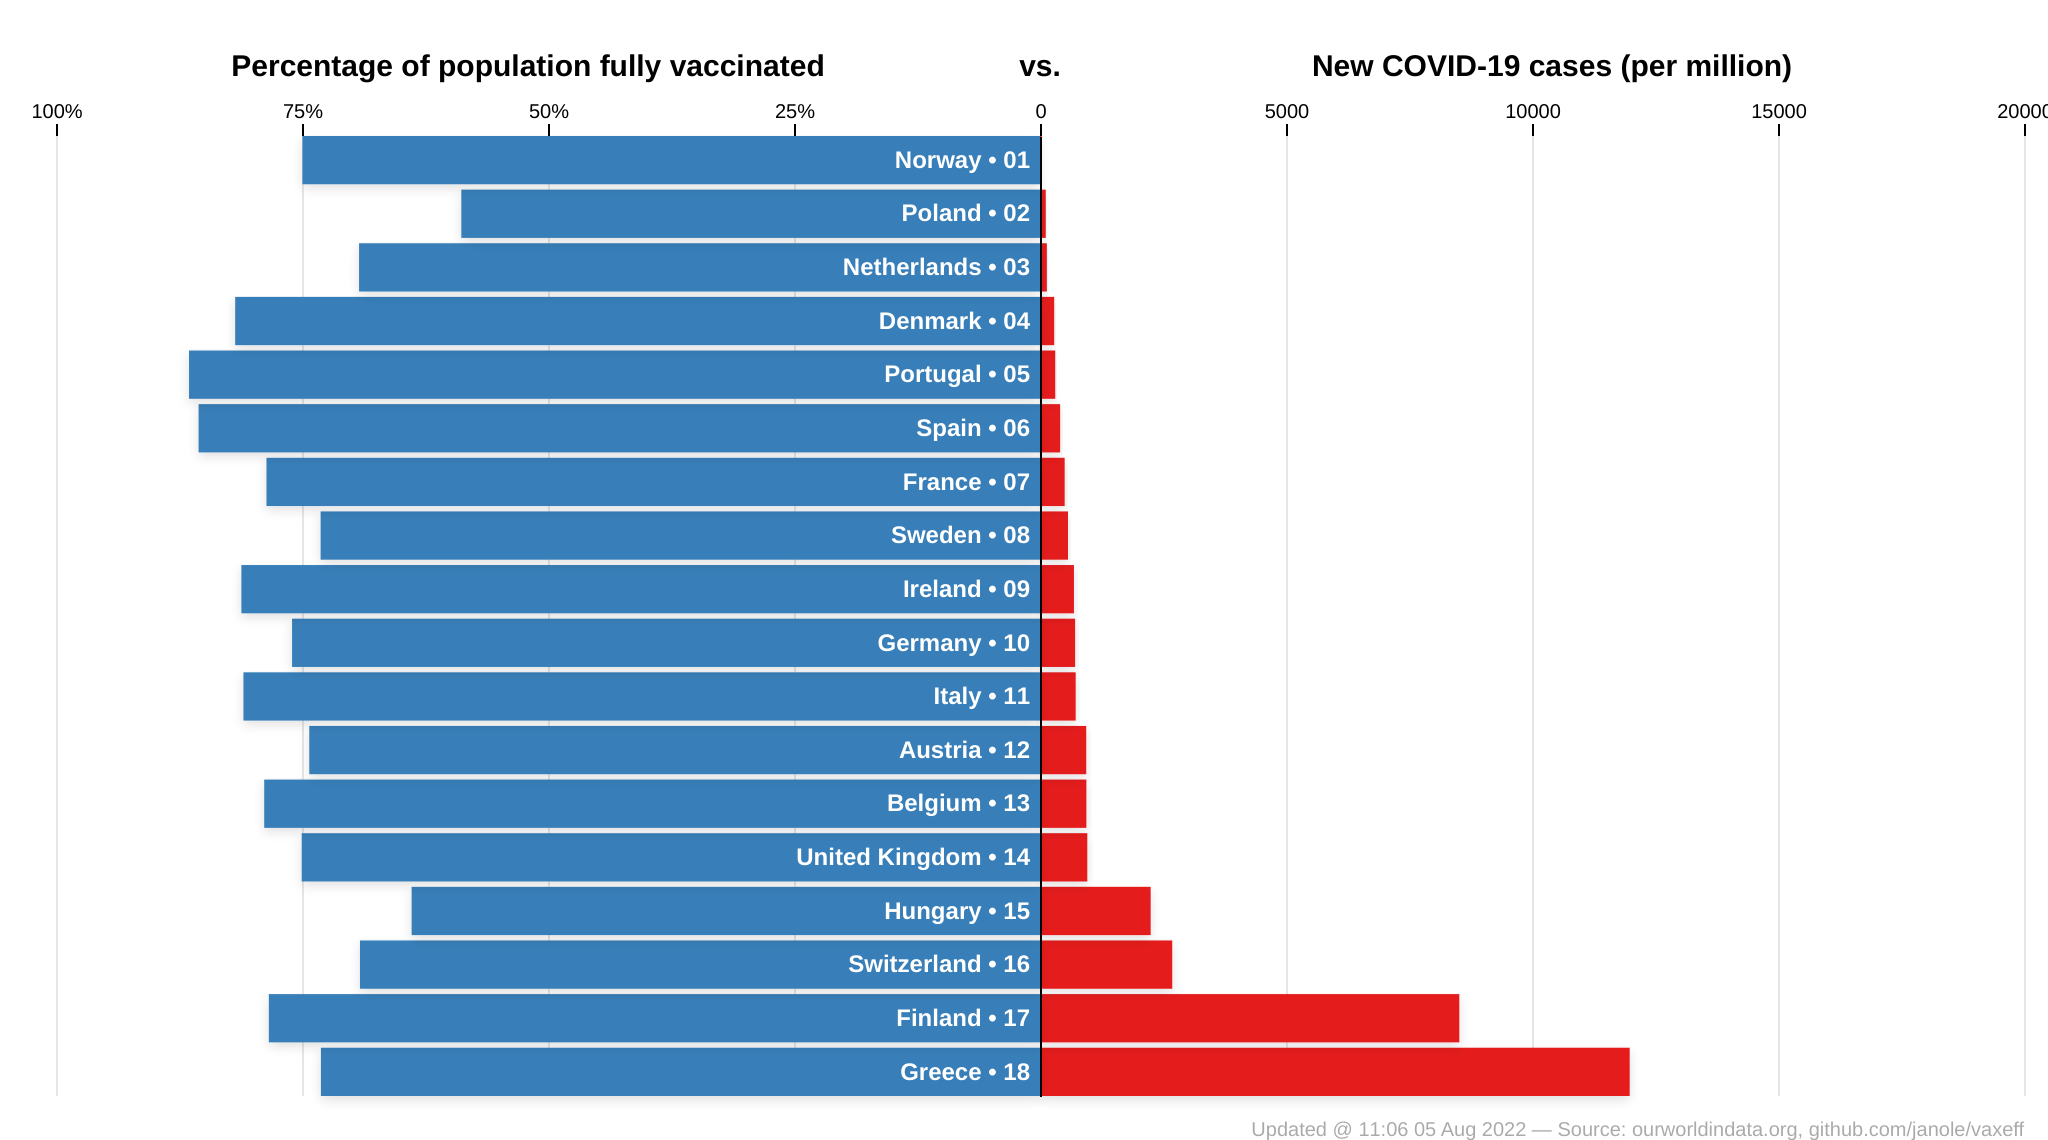 Percentage of population fully vaccinated vs. New COVID-19 cases (per million)
100% 75% 50% 25% 0 5000 10000 15000 20000
Norway • 01
Poland • 02
Netherlands • 03
Denmark • 04
Portugal • 05
Spain • 06
France • 07
Sweden • 08
Ireland • 09
Germany • 10
Italy • 11
Austria • 12
Belgium • 13
United Kingdom • 14
Hungary • 15
Switzerland • 16
Finland • 17
Greece • 18
Updated @ 11:06 05 Aug 2022 — Source: ourworldindata.org, github.com/janole/vaxeff